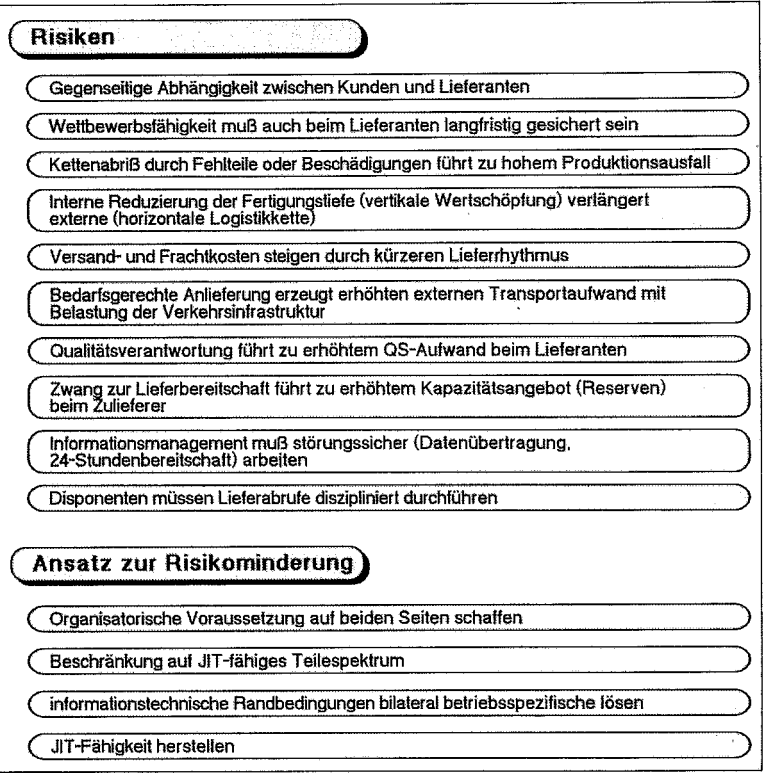 Risiken
Gegenseitige Abhängigkeit zwischen Kunden und Lieferanten
Wettbewerbsfähigkeit muß auch beim Lieferanten langfristig gesichert sein
Kettenabriß durch Fehlteile oder Beschädigungen führt zu hohem Produktionsausfall
Interne Reduzierung der Fertigungstiefe (vertikale Wertschöpfung) verlängert
externe (horizontale Logistikkette)
Versand- und Frachtkosten steigen durch kürzeren Lieferrhythmus
Bedarfsgerechte Anlieferung erzeugt erhöhten externen Transportaufwand mit
Belastung der Verkehrsinfrastruktur
Qualitätsverantwortung führt zu erhöhtem QS-Aufwand beim Lieferanten
Zwang zur Lieferbereitschaft führt zu erhöhtem Kapazitätsangebot (Reserven)
beim Zulieferer
Informationsmanagement muß störungssicher (Datenübertragung,
24-Stundenbereitschaft) arbeiten
Disponenten müssen Lieferabrufe diszipliniert durchführen
Ansatz zur Risikominderung
Organisatorische Voraussetzung auf beiden Seiten schaffen
Beschränkung auf JIT-fähiges Teilespektrum
informationstechnische Randbedingungen bilateral betriebsspezifische lösen
JIT-Fähigkeit herstellen